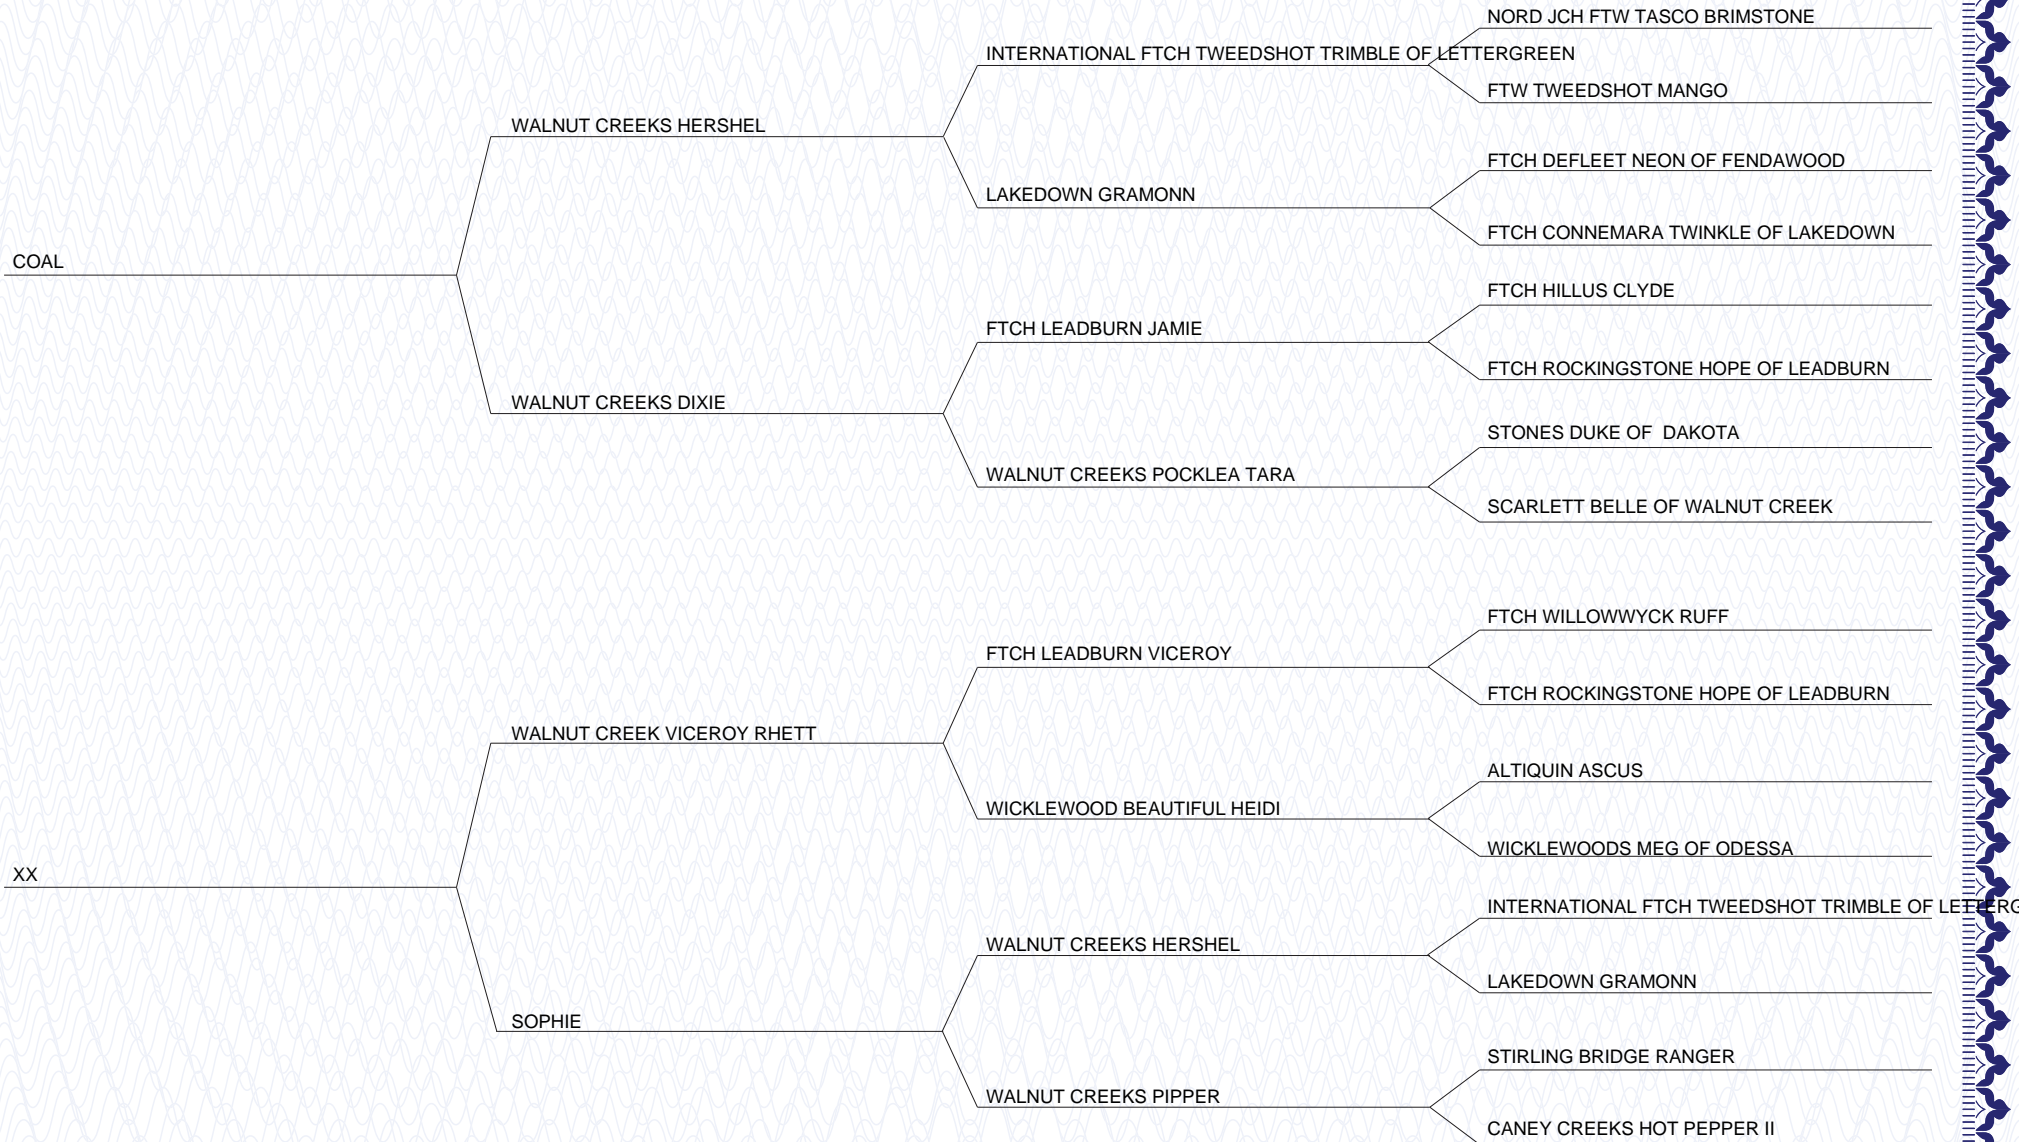 NORD JCH FTW TASCO BRIMSTONE
INTERNATIONAL FTCH TWEEDSHOT TRIMBLE OF LETTERGREEN
FTW TWEEDSHOT MANGO
WALNUT CREEKS HERSHEL
FTCH DEFLEET NEON OF FENDAWOOD
LAKEDOWN GRAMONN
FTCH CONNEMARA TWINKLE OF LAKEDOWN
COAL
FTCH HILLUS CLYDE
FTCH LEADBURN JAMIE
FTCH ROCKINGSTONE HOPE OF LEADBURN
WALNUT CREEKS DIXIE
STONES DUKE OF  DAKOTA
WALNUT CREEKS POCKLEA TARA
SCARLETT BELLE OF WALNUT CREEK
FTCH WILLOWWYCK RUFF
FTCH LEADBURN VICEROY
FTCH ROCKINGSTONE HOPE OF LEADBURN
WALNUT CREEK VICEROY RHETT
ALTIQUIN ASCUS
WICKLEWOOD BEAUTIFUL HEIDI
WICKLEWOODS MEG OF ODESSA
XX
INTERNATIONAL FTCH TWEEDSHOT TRIMBLE OF LETTERG
WALNUT CREEKS HERSHEL
LAKEDOWN GRAMONN
SOPHIE
STIRLING BRIDGE RANGER
WALNUT CREEKS PIPPER
CANEY CREEKS HOT PEPPER II